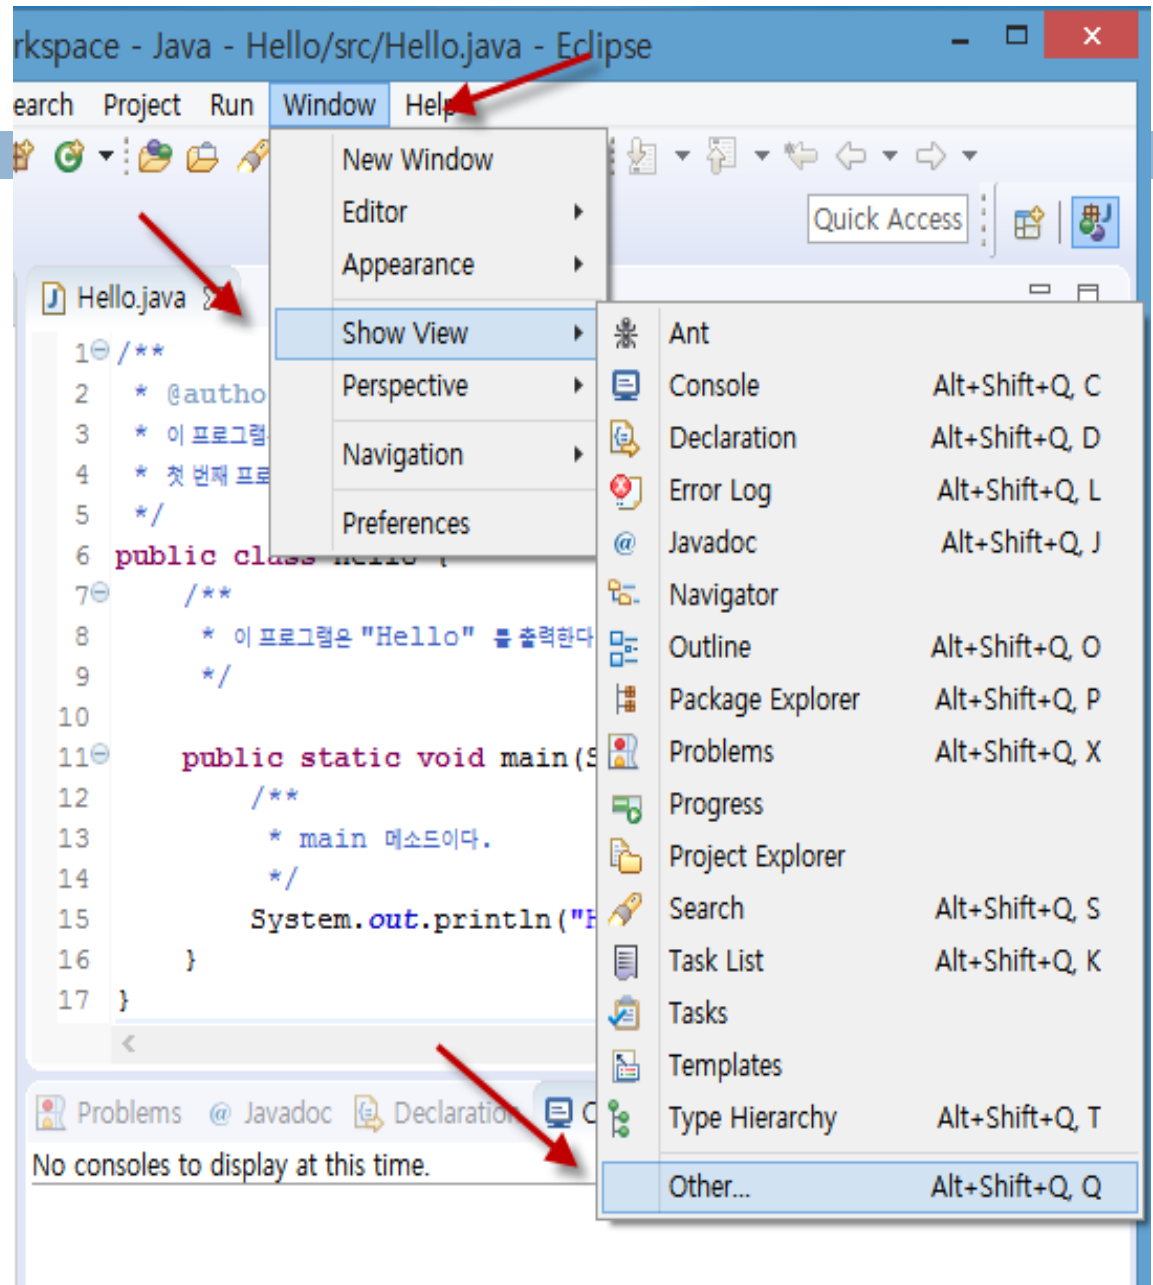 rkspace - Java - Hello/src/Hello.java - Eclipse
earch Project Run Window Help
New Window
Editor
Appearance
Show View
Perspective
Navigation
Preferences
Quick Access
Hello.java
Ant
Console Alt+Shift+Q, C
Declaration Alt+Shift+Q, D
Error Log Alt+Shift+Q, L
Javadoc Alt+Shift+Q, J
Navigator
Outline Alt+Shift+Q, O
Package Explorer Alt+Shift+Q, P
Problems Alt+Shift+Q, X
Progress
Project Explorer
Search Alt+Shift+Q, S
Task List Alt+Shift+Q, K
Tasks
Templates
Type Hierarchy Alt+Shift+Q, T
Other... Alt+Shift+Q, Q
1 /**
2 * @autho
3 * 이 프로그램
4 * 첫 번째 프로
5 */
6 public class Hello {
7 /**
8 * 이 프로그램은 "Hello" 를 출력한다
9 */
10
11 public static void main(S
12 /**
13 * main 메소드이다.
14 */
15 System.out.println("H
16 }
17 }
Problems Javadoc Declaration C
No consoles to display at this time.